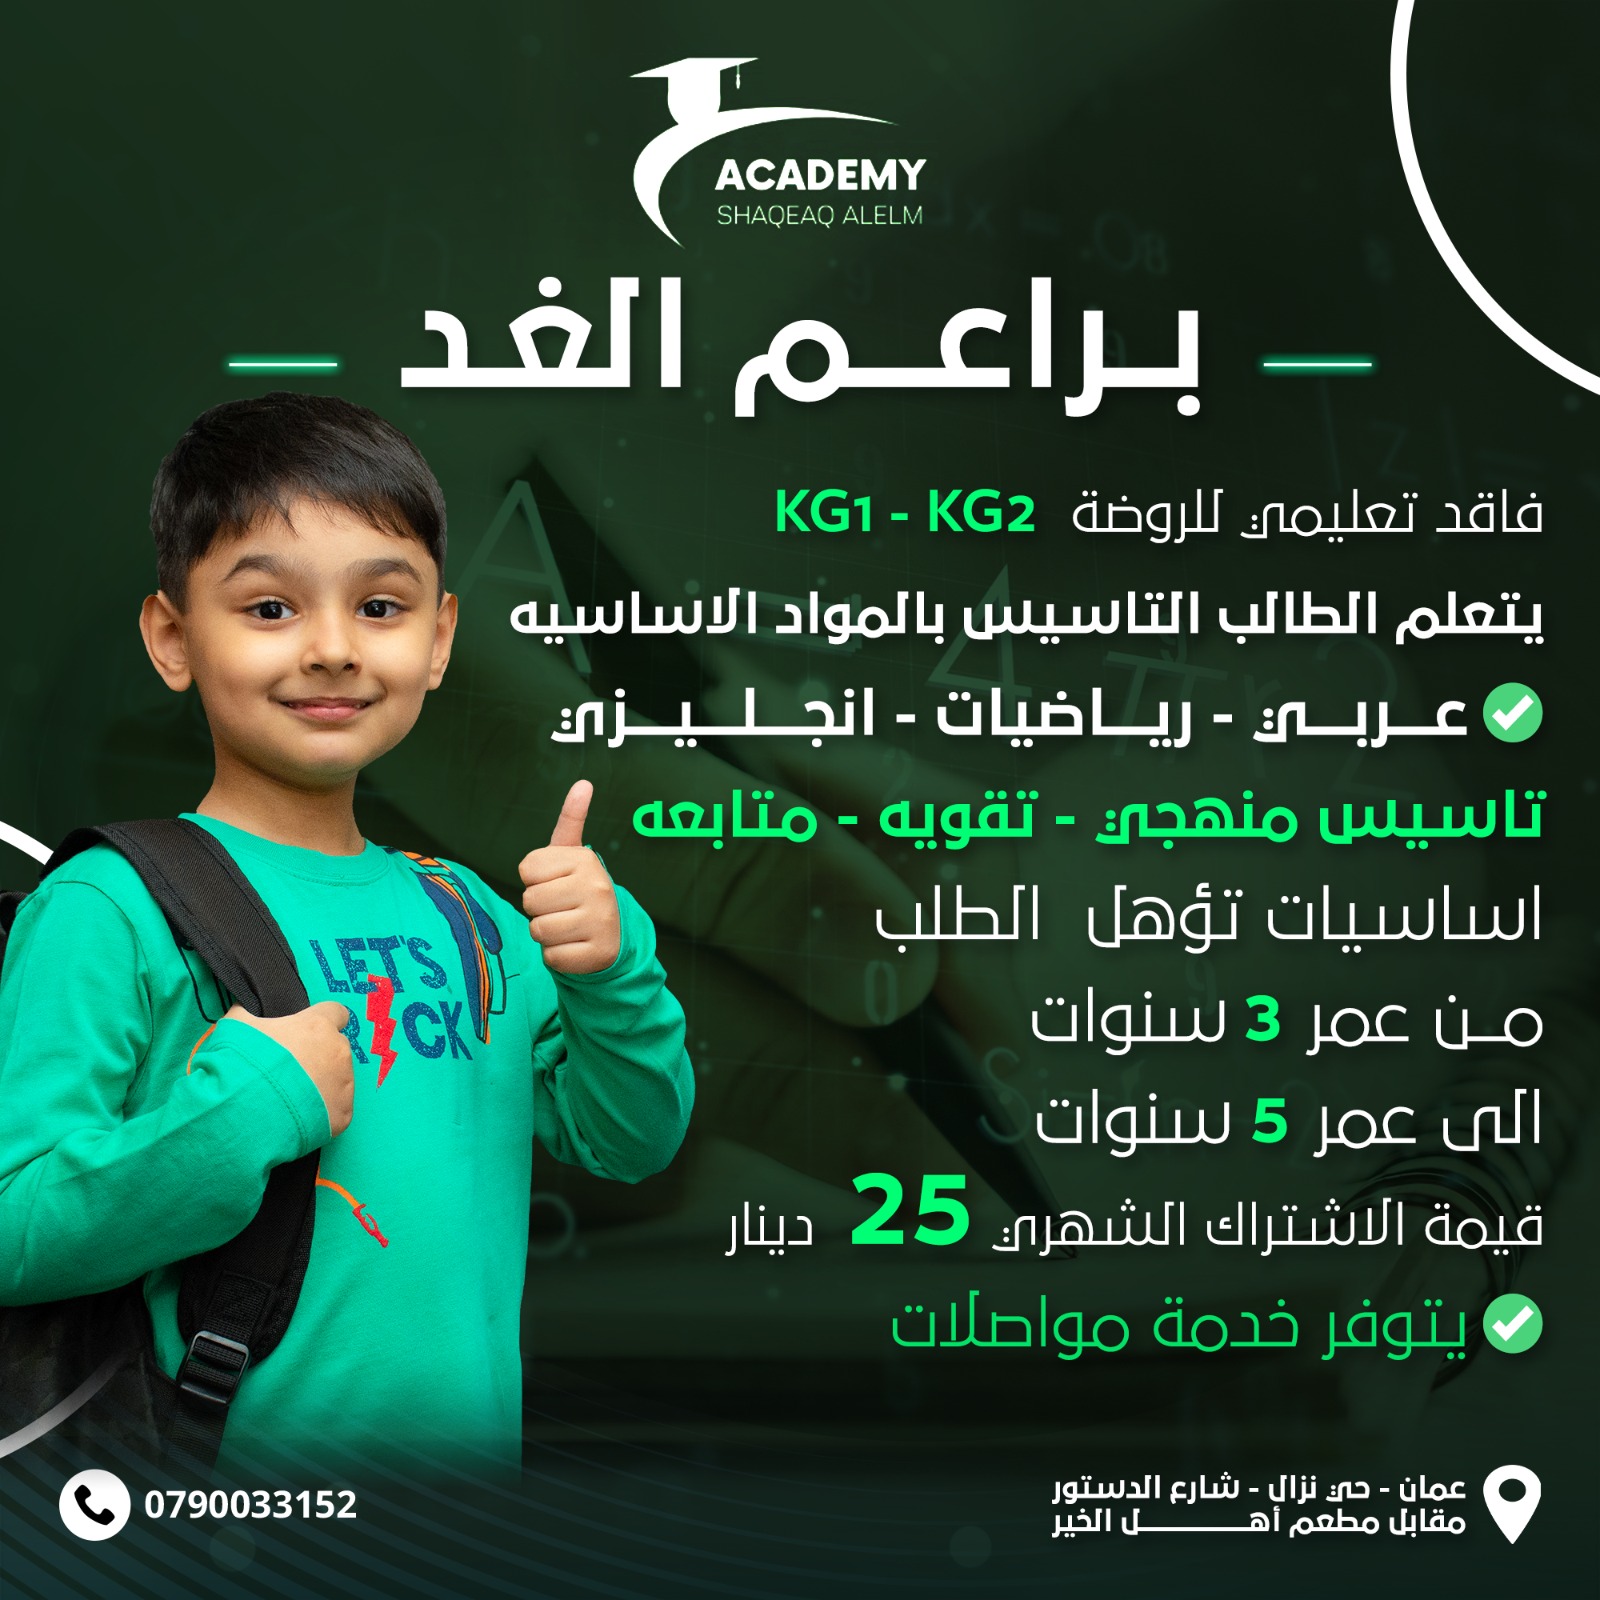 ACADEMY
SHAQEAQ ALELM
براعم الغد
فاقد تعليمي للروضة KG1 - KG2
يتعلم الطالب التاسيس بالمواد الاساسيه
عربي - رياضيات - انجليزي
تاسيس منهجي - تقويه - متابعه
اساسيات تؤهل الطلب
من عمر 3 سنوات
الى عمر 5 سنوات
قيمة الاشتراك الشهري 25 دينار
يتوفر خدمة مواصلات
LET'S
ROCK
عمان - حي نزال - شارع الدستور
مقابل مطعم أهل الخير
0790033152